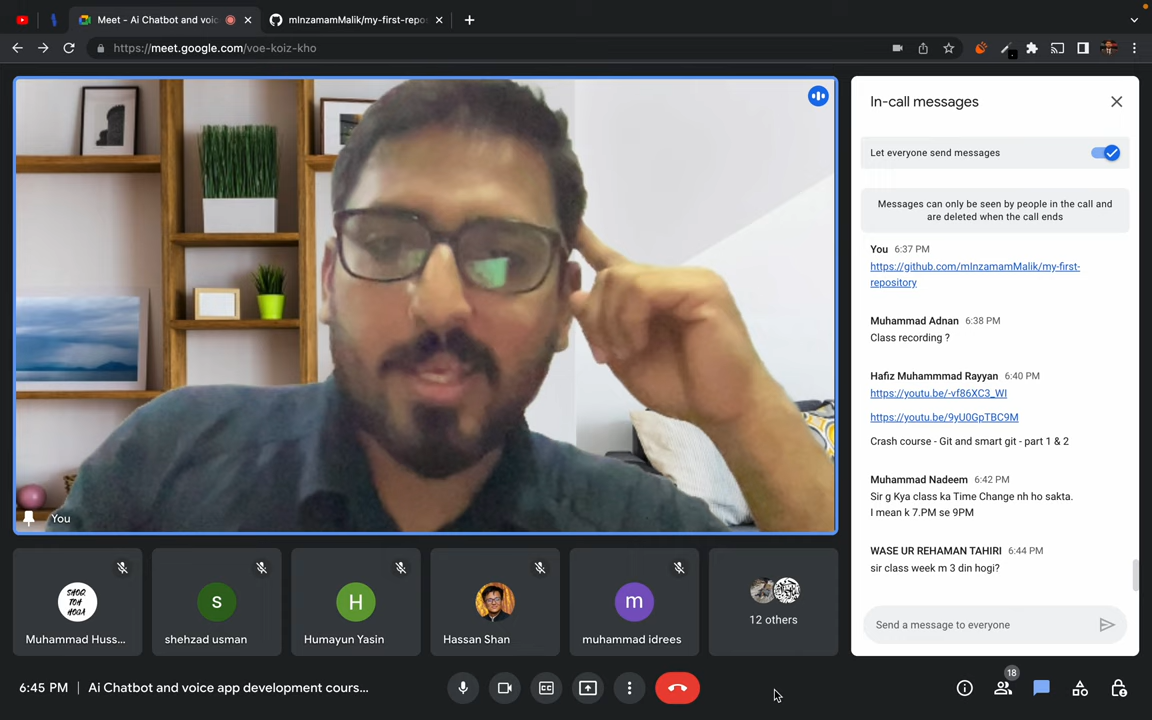 Meet - Ai Chatbot and voic
mInzamamMalik/my-first-repo
https://meet.google.com/voe-koiz-kho
In-call messages
Let everyone send messages
Messages can only be seen by people in the call and
are deleted when the call ends
You 6:37 PM
https://github.com/mInzamamMalik/my-first-
repository
Muhammad Adnan 6:38 PM
Class recording ?
Hafiz Muhammmad Rayyan 6:40 PM
https://youtu.be/-vf86XC3_WI
https://youtu.be/9yU0GpTBC9M
Crash course - Git and smart git - part 1 & 2
Muhammad Nadeem 6:42 PM
Sir g Kya class ka Time Change nh ho sakta.
I mean k 7.PM se 9PM
WASE UR REHAMAN TAHIRI 6:44 PM
sir class week m 3 din hogi?
Send a message to everyone
You
SHOQ
TOH
HOGA
Muhammad Huss...
s
shehzad usman
H
Humayun Yasin
Hassan Shan
m
muhammad idrees
12 others
6:45 PM | Ai Chatbot and voice app development cours...
CC
18